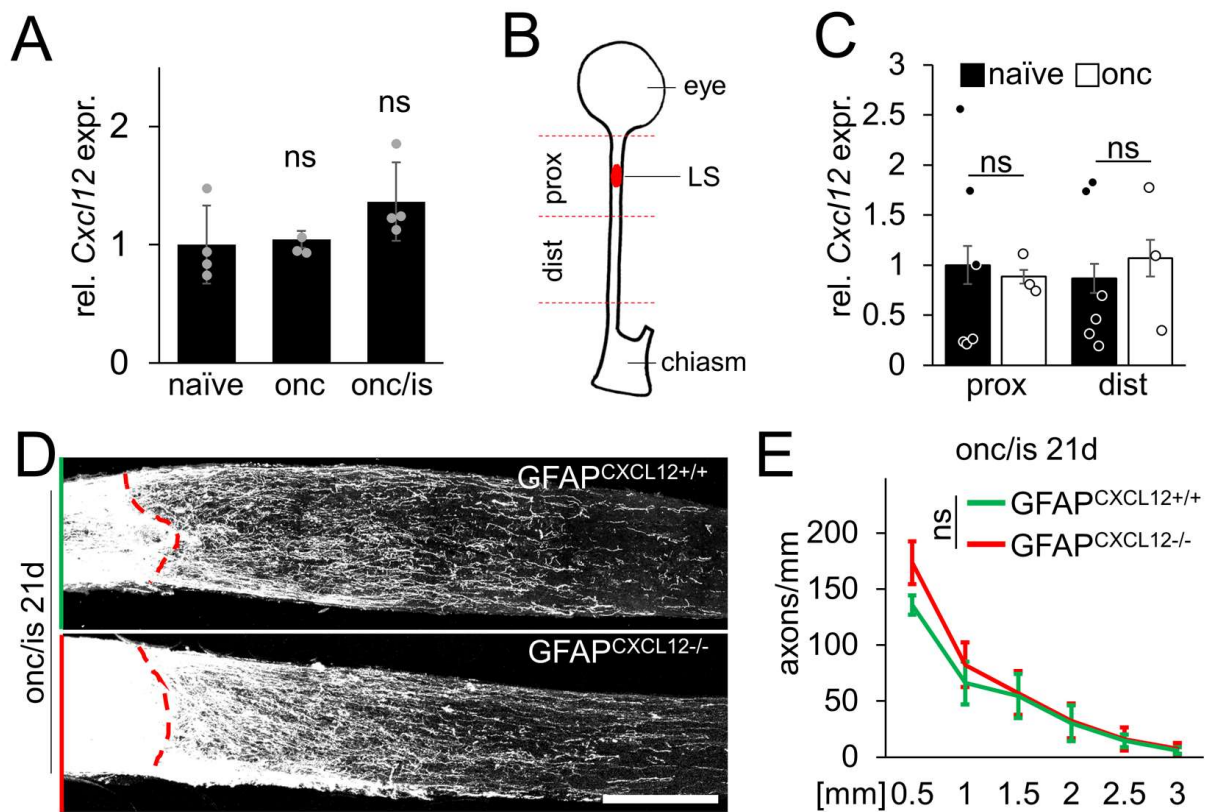 A
rel. Cxcl12 expr.
2
1
0
ns
ns
naïve onc onc/is
B
eye
prox
LS
dist
chiasm
C
rel. Cxcl12 expr.
3
2.5
2
1.5
1
0.5
0
naïve onc
ns
ns
prox dist
D
onc/is 21d
GFAPCXCL12+/+
GFAPCXCL12-/-
E
onc/is 21d
ns
GFAPCXCL12+/+
GFAPCXCL12-/-
axons/mm
200
150
100
50
0
[mm] 0.5 1 1.5 2 2.5 3